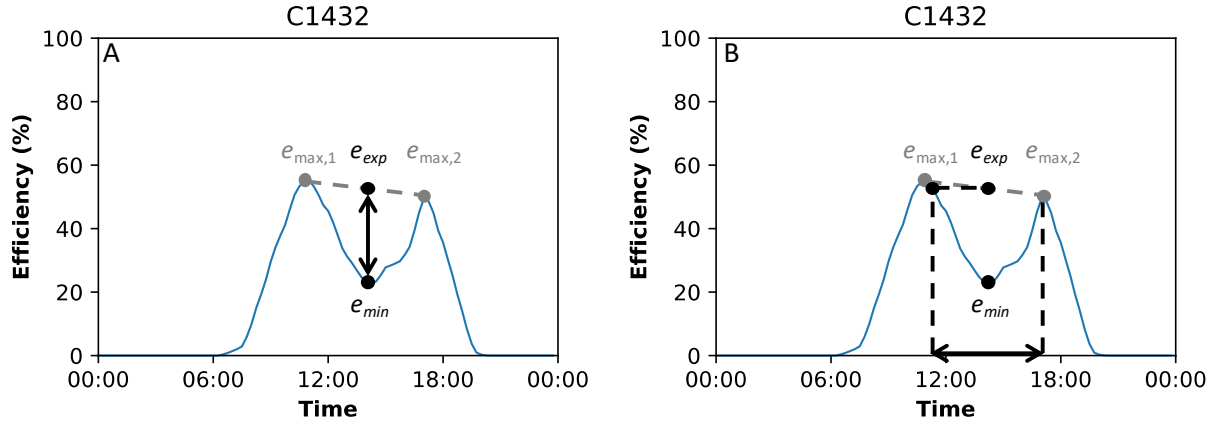 C1432
A
100
80
60
40
20
0
Efficiency (%)
e_max,1
e_exp
e_max,2
e_min
00:00 06:00 12:00 18:00 00:00
Time
C1432
B
100
80
60
40
20
0
Efficiency (%)
e_max,1
e_exp
e_max,2
e_min
00:00 06:00 12:00 18:00 00:00
Time